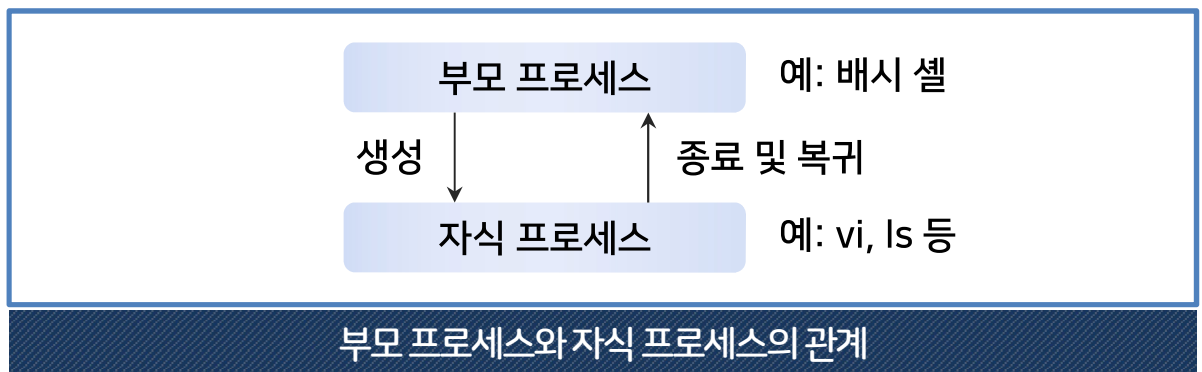 부모 프로세스 예: 배시 셸
생성 종료 및 복귀
자식 프로세스 예: vi, ls 등
부모 프로세스와 자식 프로세스의 관계